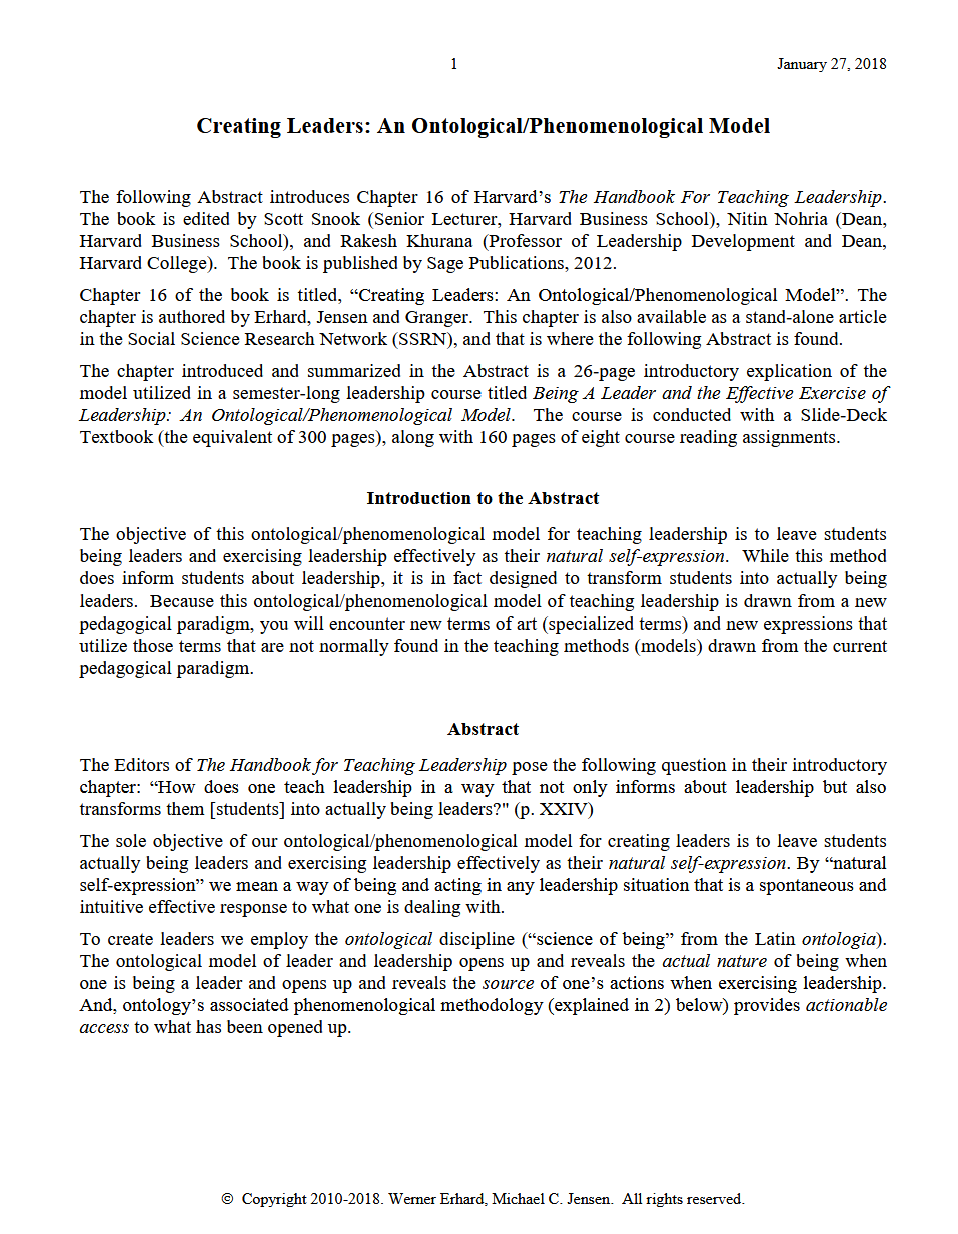 1
January 27, 2018
Creating Leaders: An Ontological/Phenomenological Model
The following Abstract introduces Chapter 16 of Harvard’s The Handbook For Teaching Leadership.
The book is edited by Scott Snook (Senior Lecturer, Harvard Business School), Nitin Nohria (Dean,
Harvard Business School), and Rakesh Khurana (Professor of Leadership Development and Dean,
Harvard College).  The book is published by Sage Publications, 2012.
Chapter 16 of the book is titled, “Creating Leaders: An Ontological/Phenomenological Model”. The
chapter is authored by Erhard, Jensen and Granger.  This chapter is also available as a stand-alone article
in the Social Science Research Network (SSRN), and that is where the following Abstract is found.
The chapter introduced and summarized in the Abstract is a 26-page introductory explication of the
model utilized in a semester-long leadership course titled Being A Leader and the Effective Exercise of
Leadership: An Ontological/Phenomenological Model.  The course is conducted with a Slide-Deck
Textbook (the equivalent of 300 pages), along with 160 pages of eight course reading assignments.
Introduction to the Abstract
The objective of this ontological/phenomenological model for teaching leadership is to leave students
being leaders and exercising leadership effectively as their natural self-expression.  While this method
does inform students about leadership, it is in fact designed to transform students into actually being
leaders.  Because this ontological/phenomenological model of teaching leadership is drawn from a new
pedagogical paradigm, you will encounter new terms of art (specialized terms) and new expressions that
utilize those terms that are not normally found in the teaching methods (models) drawn from the current
pedagogical paradigm.
Abstract
The Editors of The Handbook for Teaching Leadership pose the following question in their introductory
chapter: “How does one teach leadership in a way that not only informs about leadership but also
transforms them [students] into actually being leaders?" (p. XXIV)
The sole objective of our ontological/phenomenological model for creating leaders is to leave students
actually being leaders and exercising leadership effectively as their natural self-expression. By “natural
self-expression” we mean a way of being and acting in any leadership situation that is a spontaneous and
intuitive effective response to what one is dealing with.
To create leaders we employ the ontological discipline (“science of being” from the Latin ontologia).
The ontological model of leader and leadership opens up and reveals the actual nature of being when
one is being a leader and opens up and reveals the source of one’s actions when exercising leadership.
And, ontology’s associated phenomenological methodology (explained in 2) below) provides actionable
access to what has been opened up.
© Copyright 2010-2018. Werner Erhard, Michael C. Jensen.  All rights reserved.